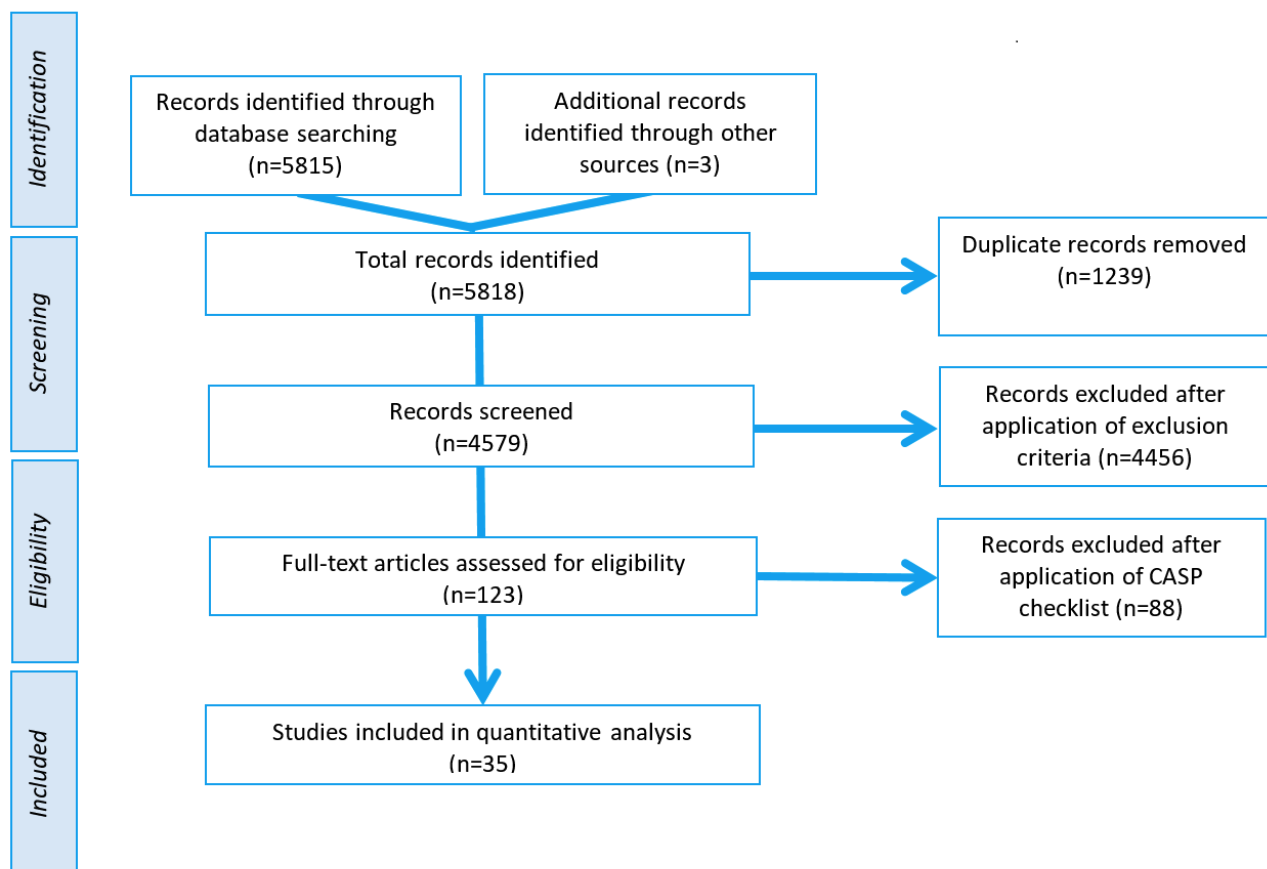 Identification
Records identified through
database searching
(n=5815)
Additional records
identified through other
sources (n=3)
Screening
Total records identified
(n=5818)
Duplicate records removed
(n=1239)
Records screened
(n=4579)
Records excluded after
application of exclusion
criteria (n=4456)
Eligibility
Full-text articles assessed for eligibility
(n=123)
Records excluded after
application of CASP
checklist (n=88)
Included
Studies included in quantitative analysis
(n=35)